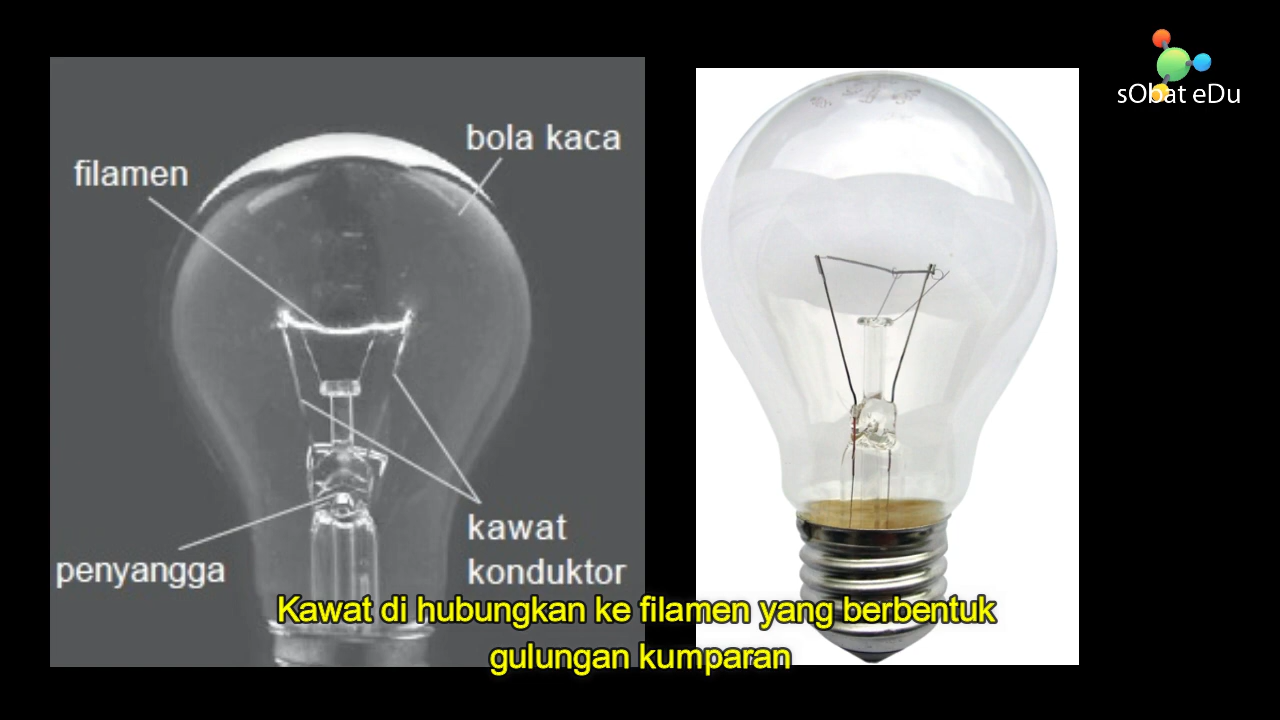 sObat eDu
bola kaca
filamen
kawat
konduktor
penyangga
Kawat di hubungkan ke filamen yang berbentuk
gulungan kumparan